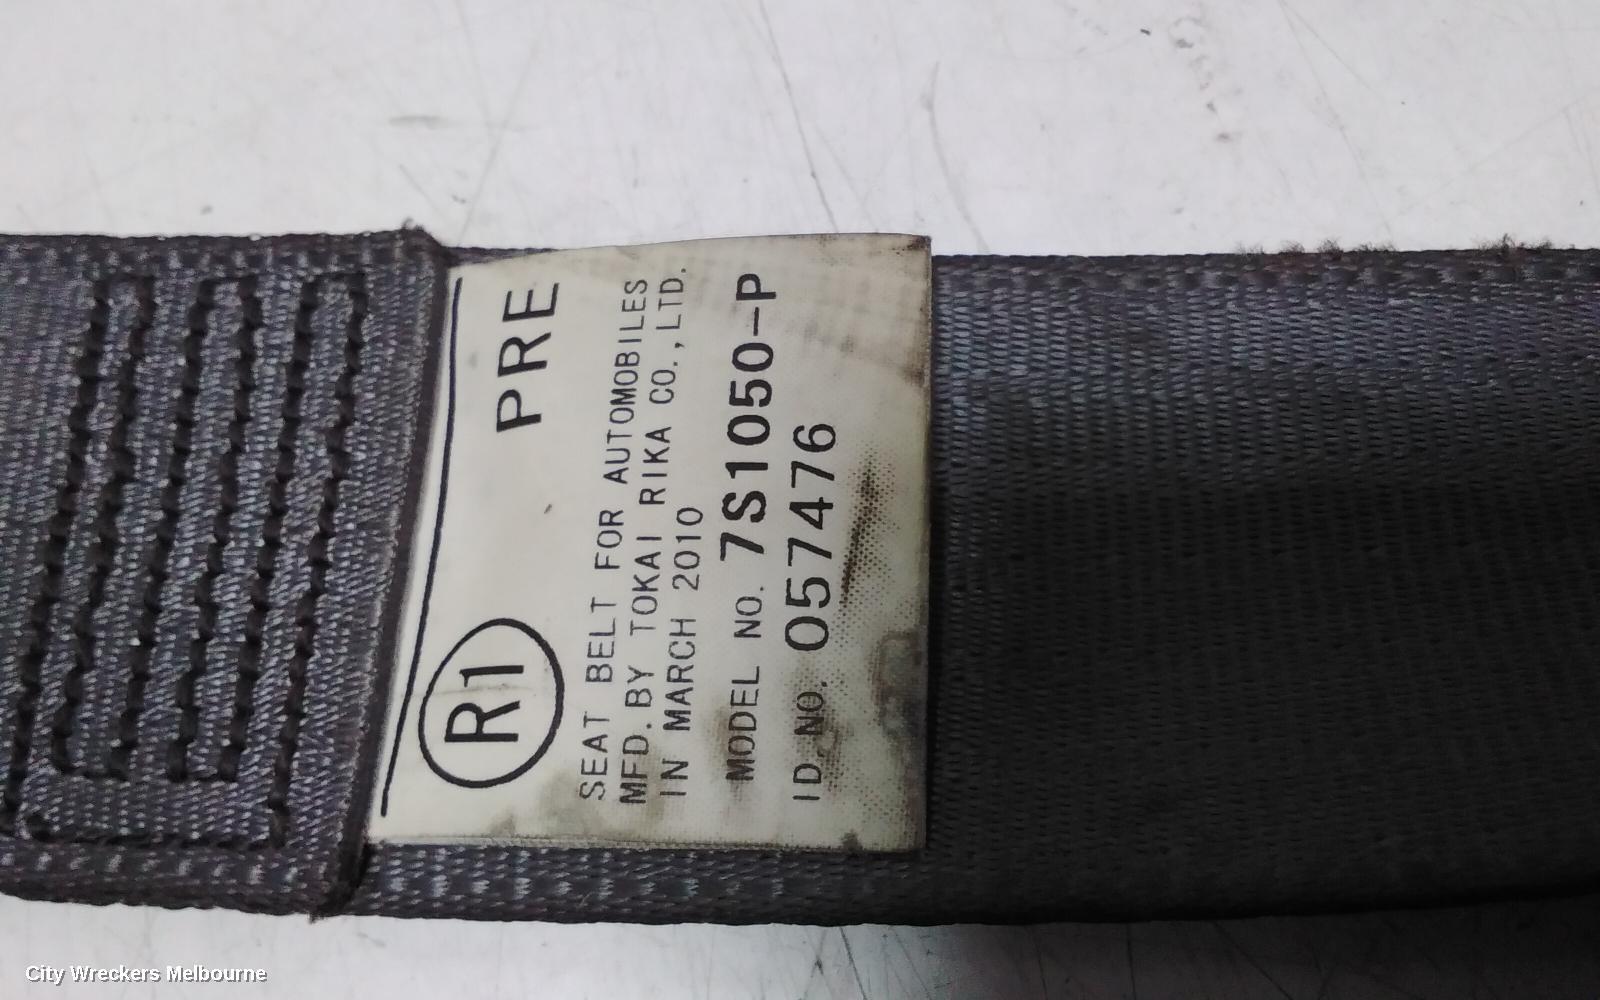 R1 PRE
SEAT BELT FOR AUTOMOBILES
MFD.BY TOKAI RIKA CO.,LTD.
IN MARCH 2010
MODEL NO. 7S1050-P
ID.NO. 057476
City Wreckers Melbourne